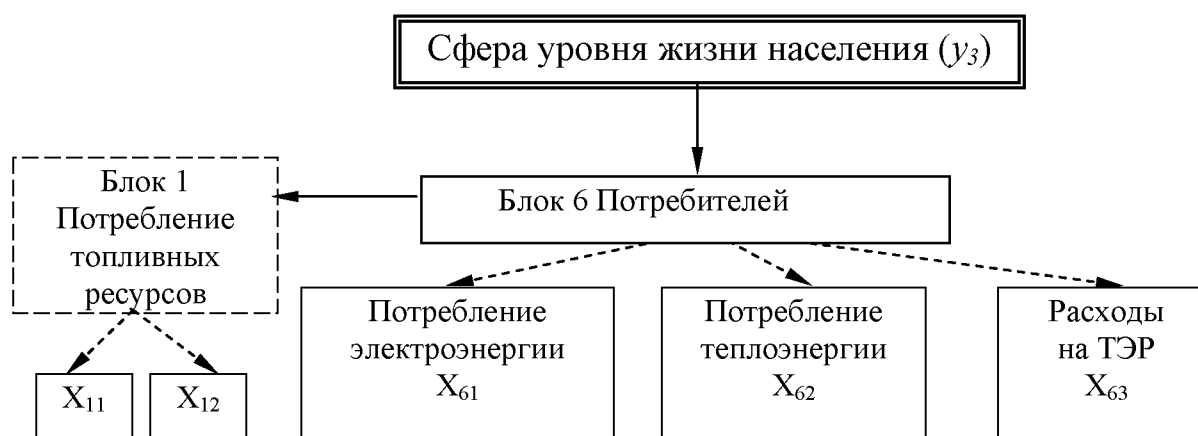 Сфера уровня жизни населения (y₃)
Блок 1
Потребление
топливных
ресурсов
Блок 6 Потребителей
Потребление
электроэнергии
X₆₁
Потребление
теплоэнергии
X₆₂
Расходы
на ТЭР
X₆₃
X₁₁
X₁₂